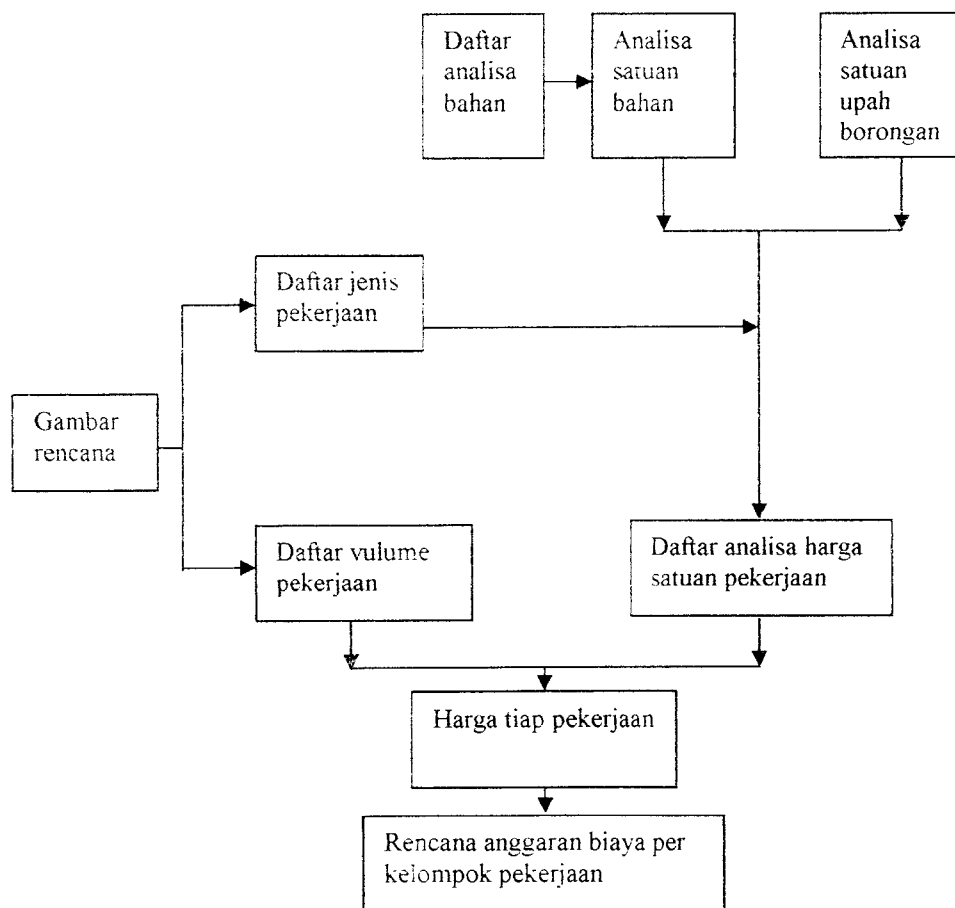 Daftar
analisa
bahan
Analisa
satuan
bahan
Analisa
satuan
upah
borongan
Daftar jenis
pekerjaan
Gambar
rencana
Daftar vulume
pekerjaan
Daftar analisa harga
satuan pekerjaan
Harga tiap pekerjaan
Rencana anggaran biaya per
kelompok pekerjaan